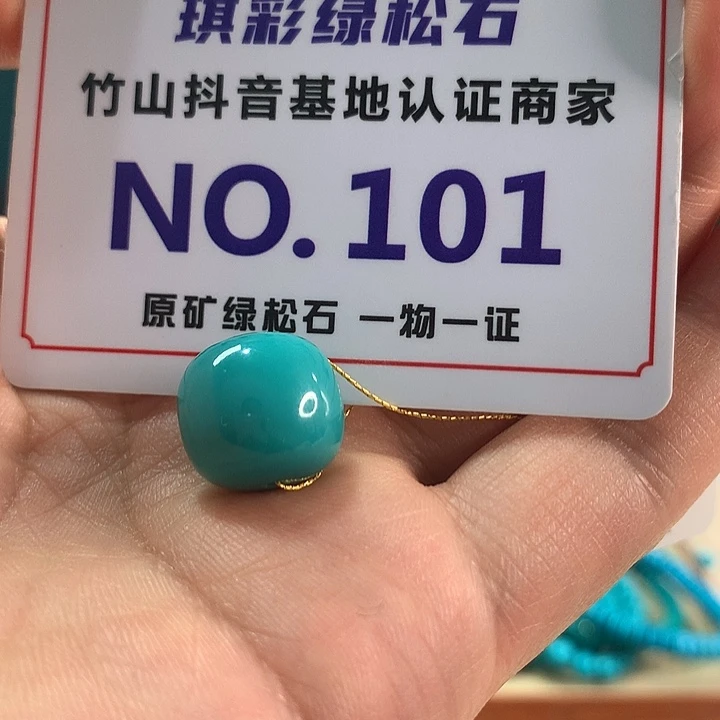 琪彩绿松石
竹山抖音基地认证商家
NO.101
原矿绿松石 一物一证